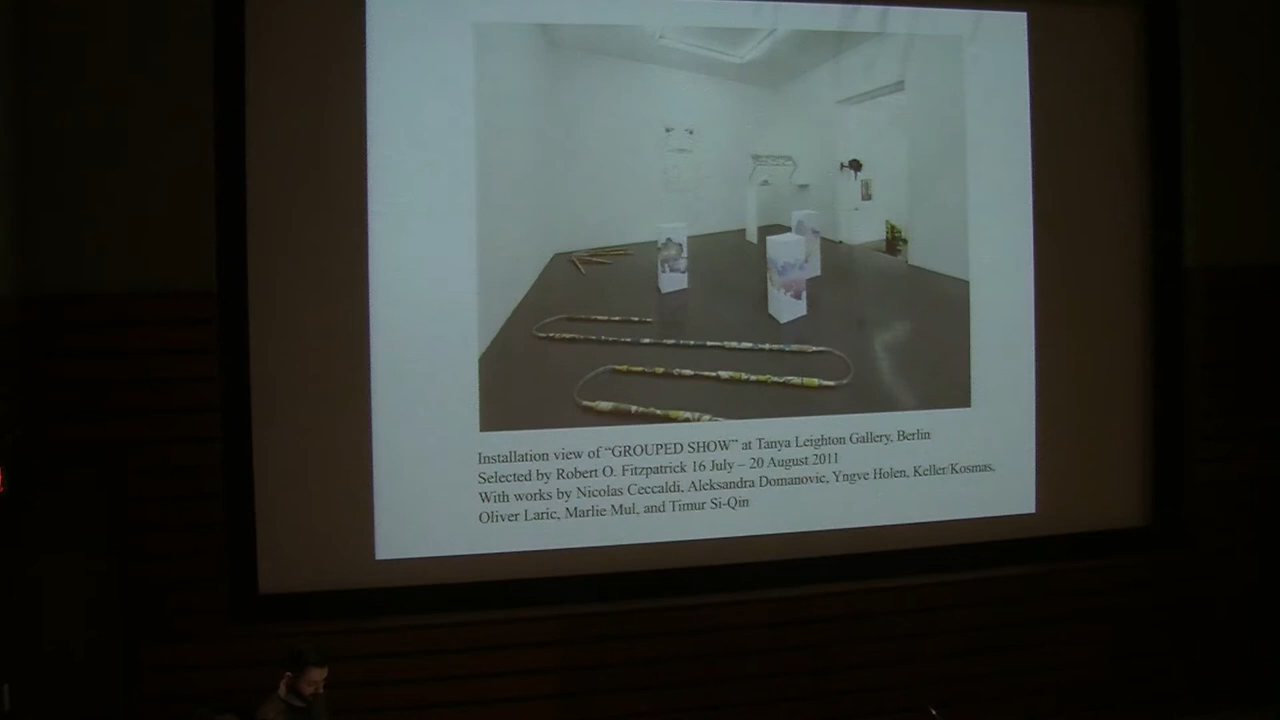 Installation view of “GROUPED SHOW” at Tanya Leighton Gallery, Berlin
Selected by Robert O. Fitzpatrick 16 July – 20 August 2011
With works by Nicolas Ceccaldi, Aleksandra Domanovic, Yngve Holen, Keller/Kosmas,
Oliver Laric, Marlie Mul, and Timur Si-Qin